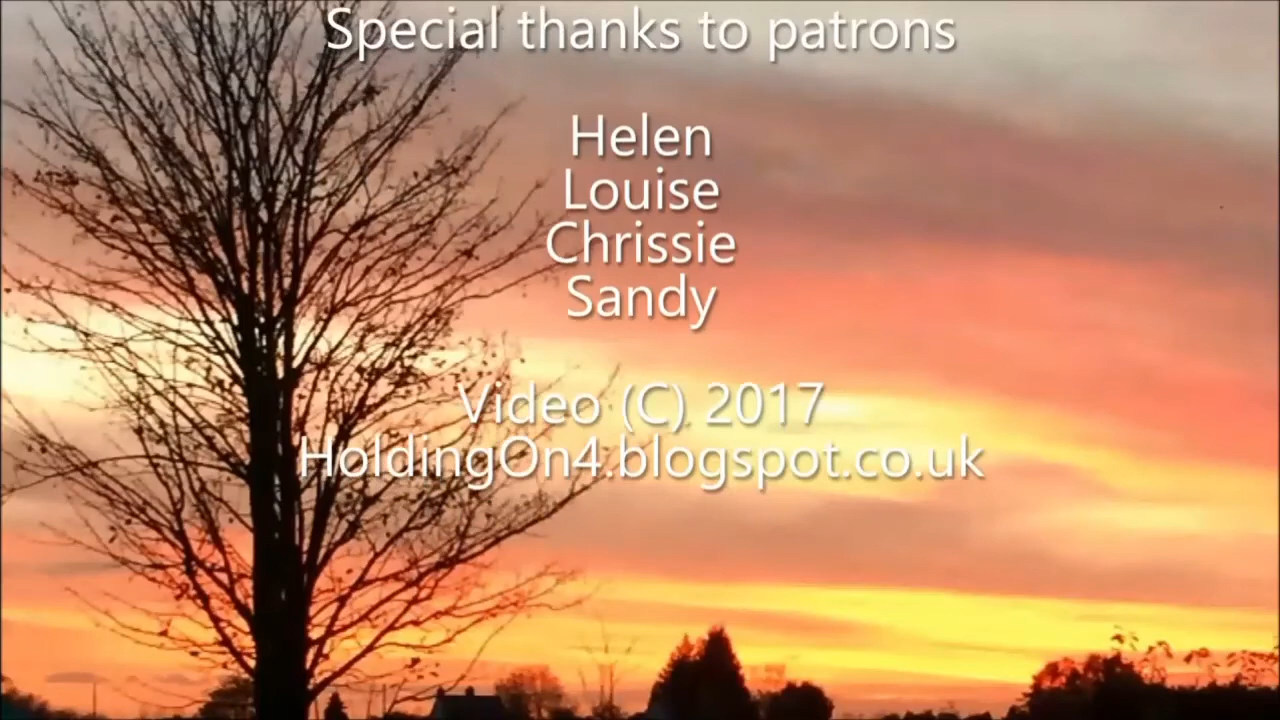 Special thanks to patrons
Helen
Louise
Chrissie
Sandy
Video (C) 2017
HoldingOn4.blogspot.co.uk